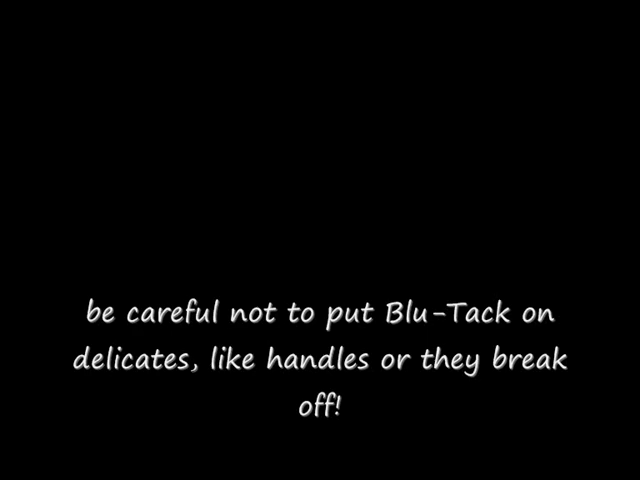 be careful not to put Blu-Tack on
delicates, like handles or they break
off!